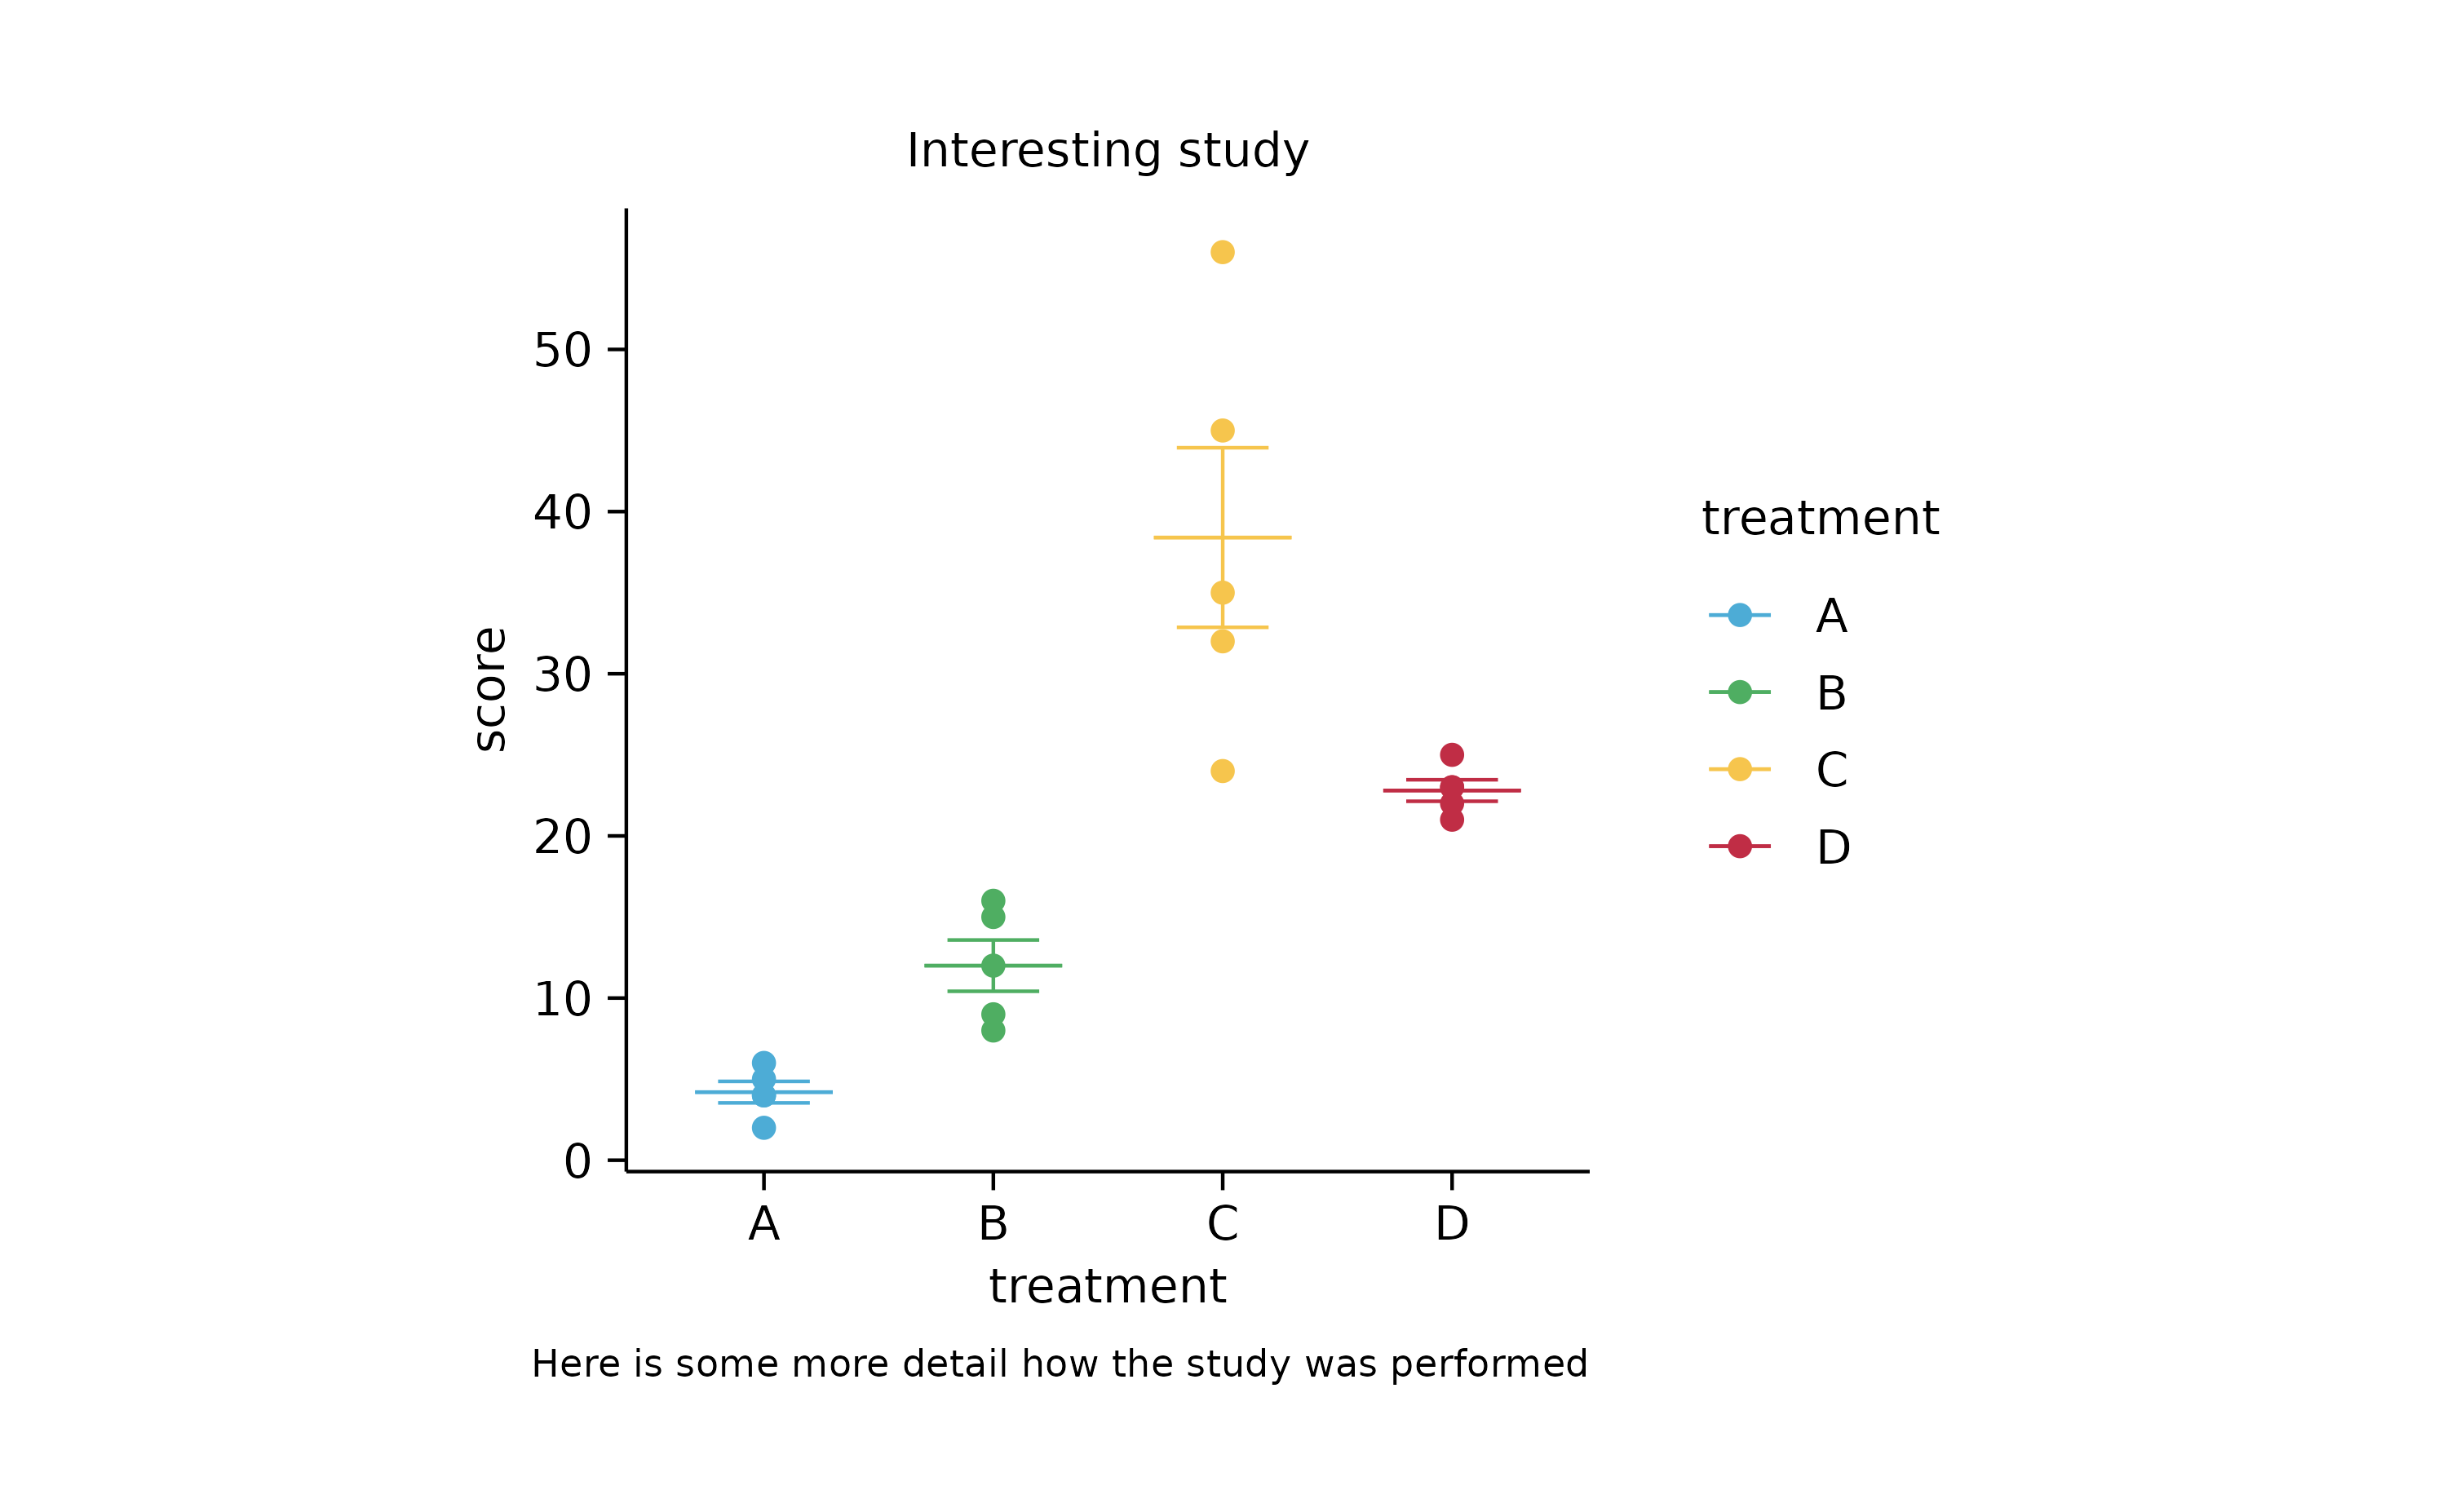 Interesting study
50
40
30
20
10
0
score
A
B
C
D
treatment
Here is some more detail how the study was performed
treatment
A
B
C
D